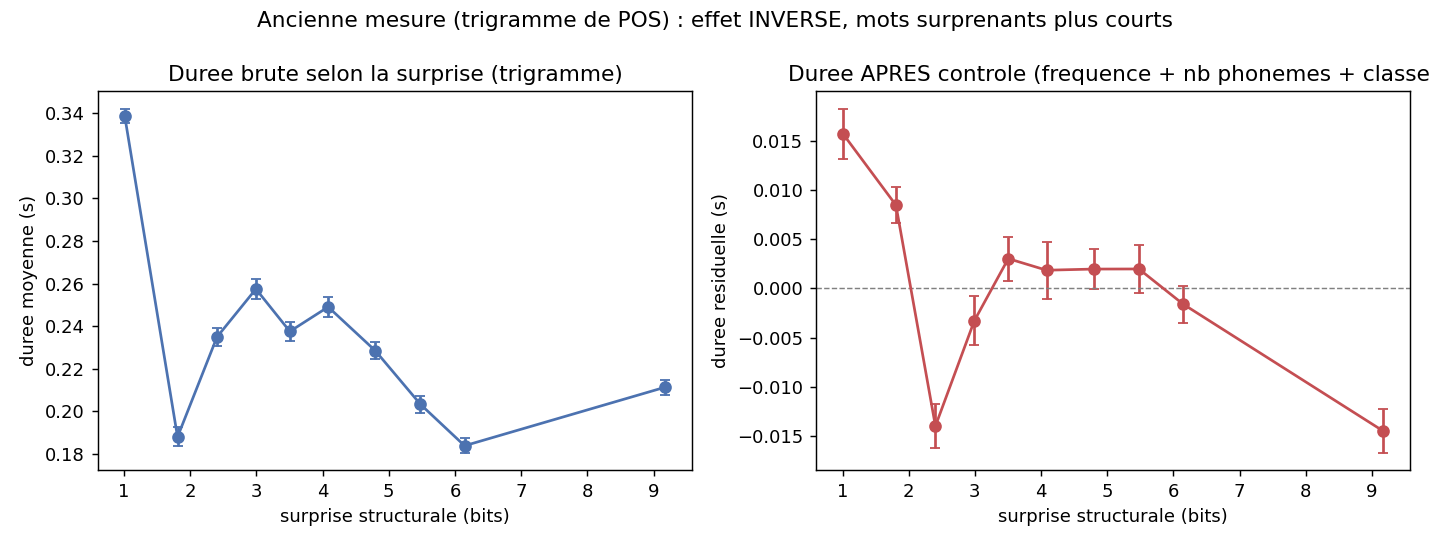 Ancienne mesure (trigramme de POS) : effet INVERSE, mots surprenants plus courts
Duree brute selon la surprise (trigramme)
duree moyenne (s)
0.34
0.32
0.30
0.28
0.26
0.24
0.22
0.20
0.18
1 2 3 4 5 6 7 8 9
surprise structurale (bits)
Duree APRES controle (frequence + nb phonemes + classe
duree residuelle (s)
0.015
0.010
0.005
0.000
−0.005
−0.010
−0.015
1 2 3 4 5 6 7 8 9
surprise structurale (bits)